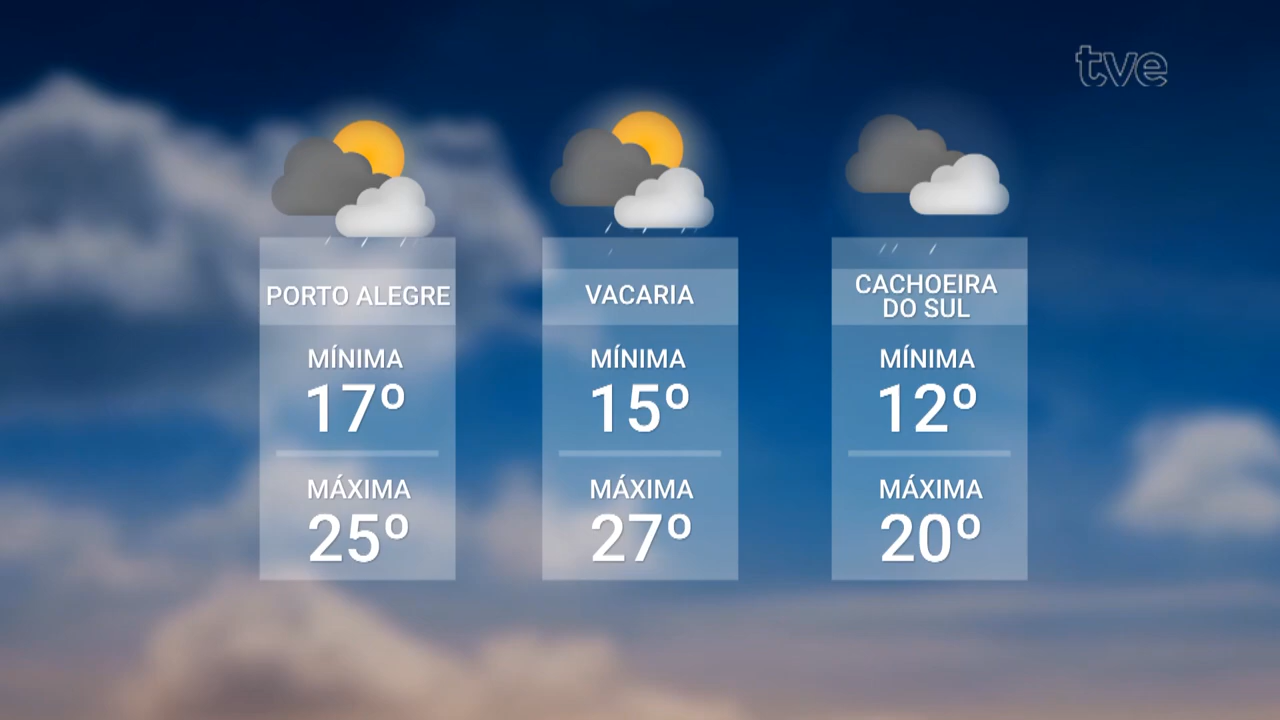 tve
PORTO ALEGRE
MÍNIMA
17º
MÁXIMA
25º
VACARIA
MÍNIMA
15º
MÁXIMA
27º
CACHOEIRA
DO SUL
MÍNIMA
12º
MÁXIMA
20º